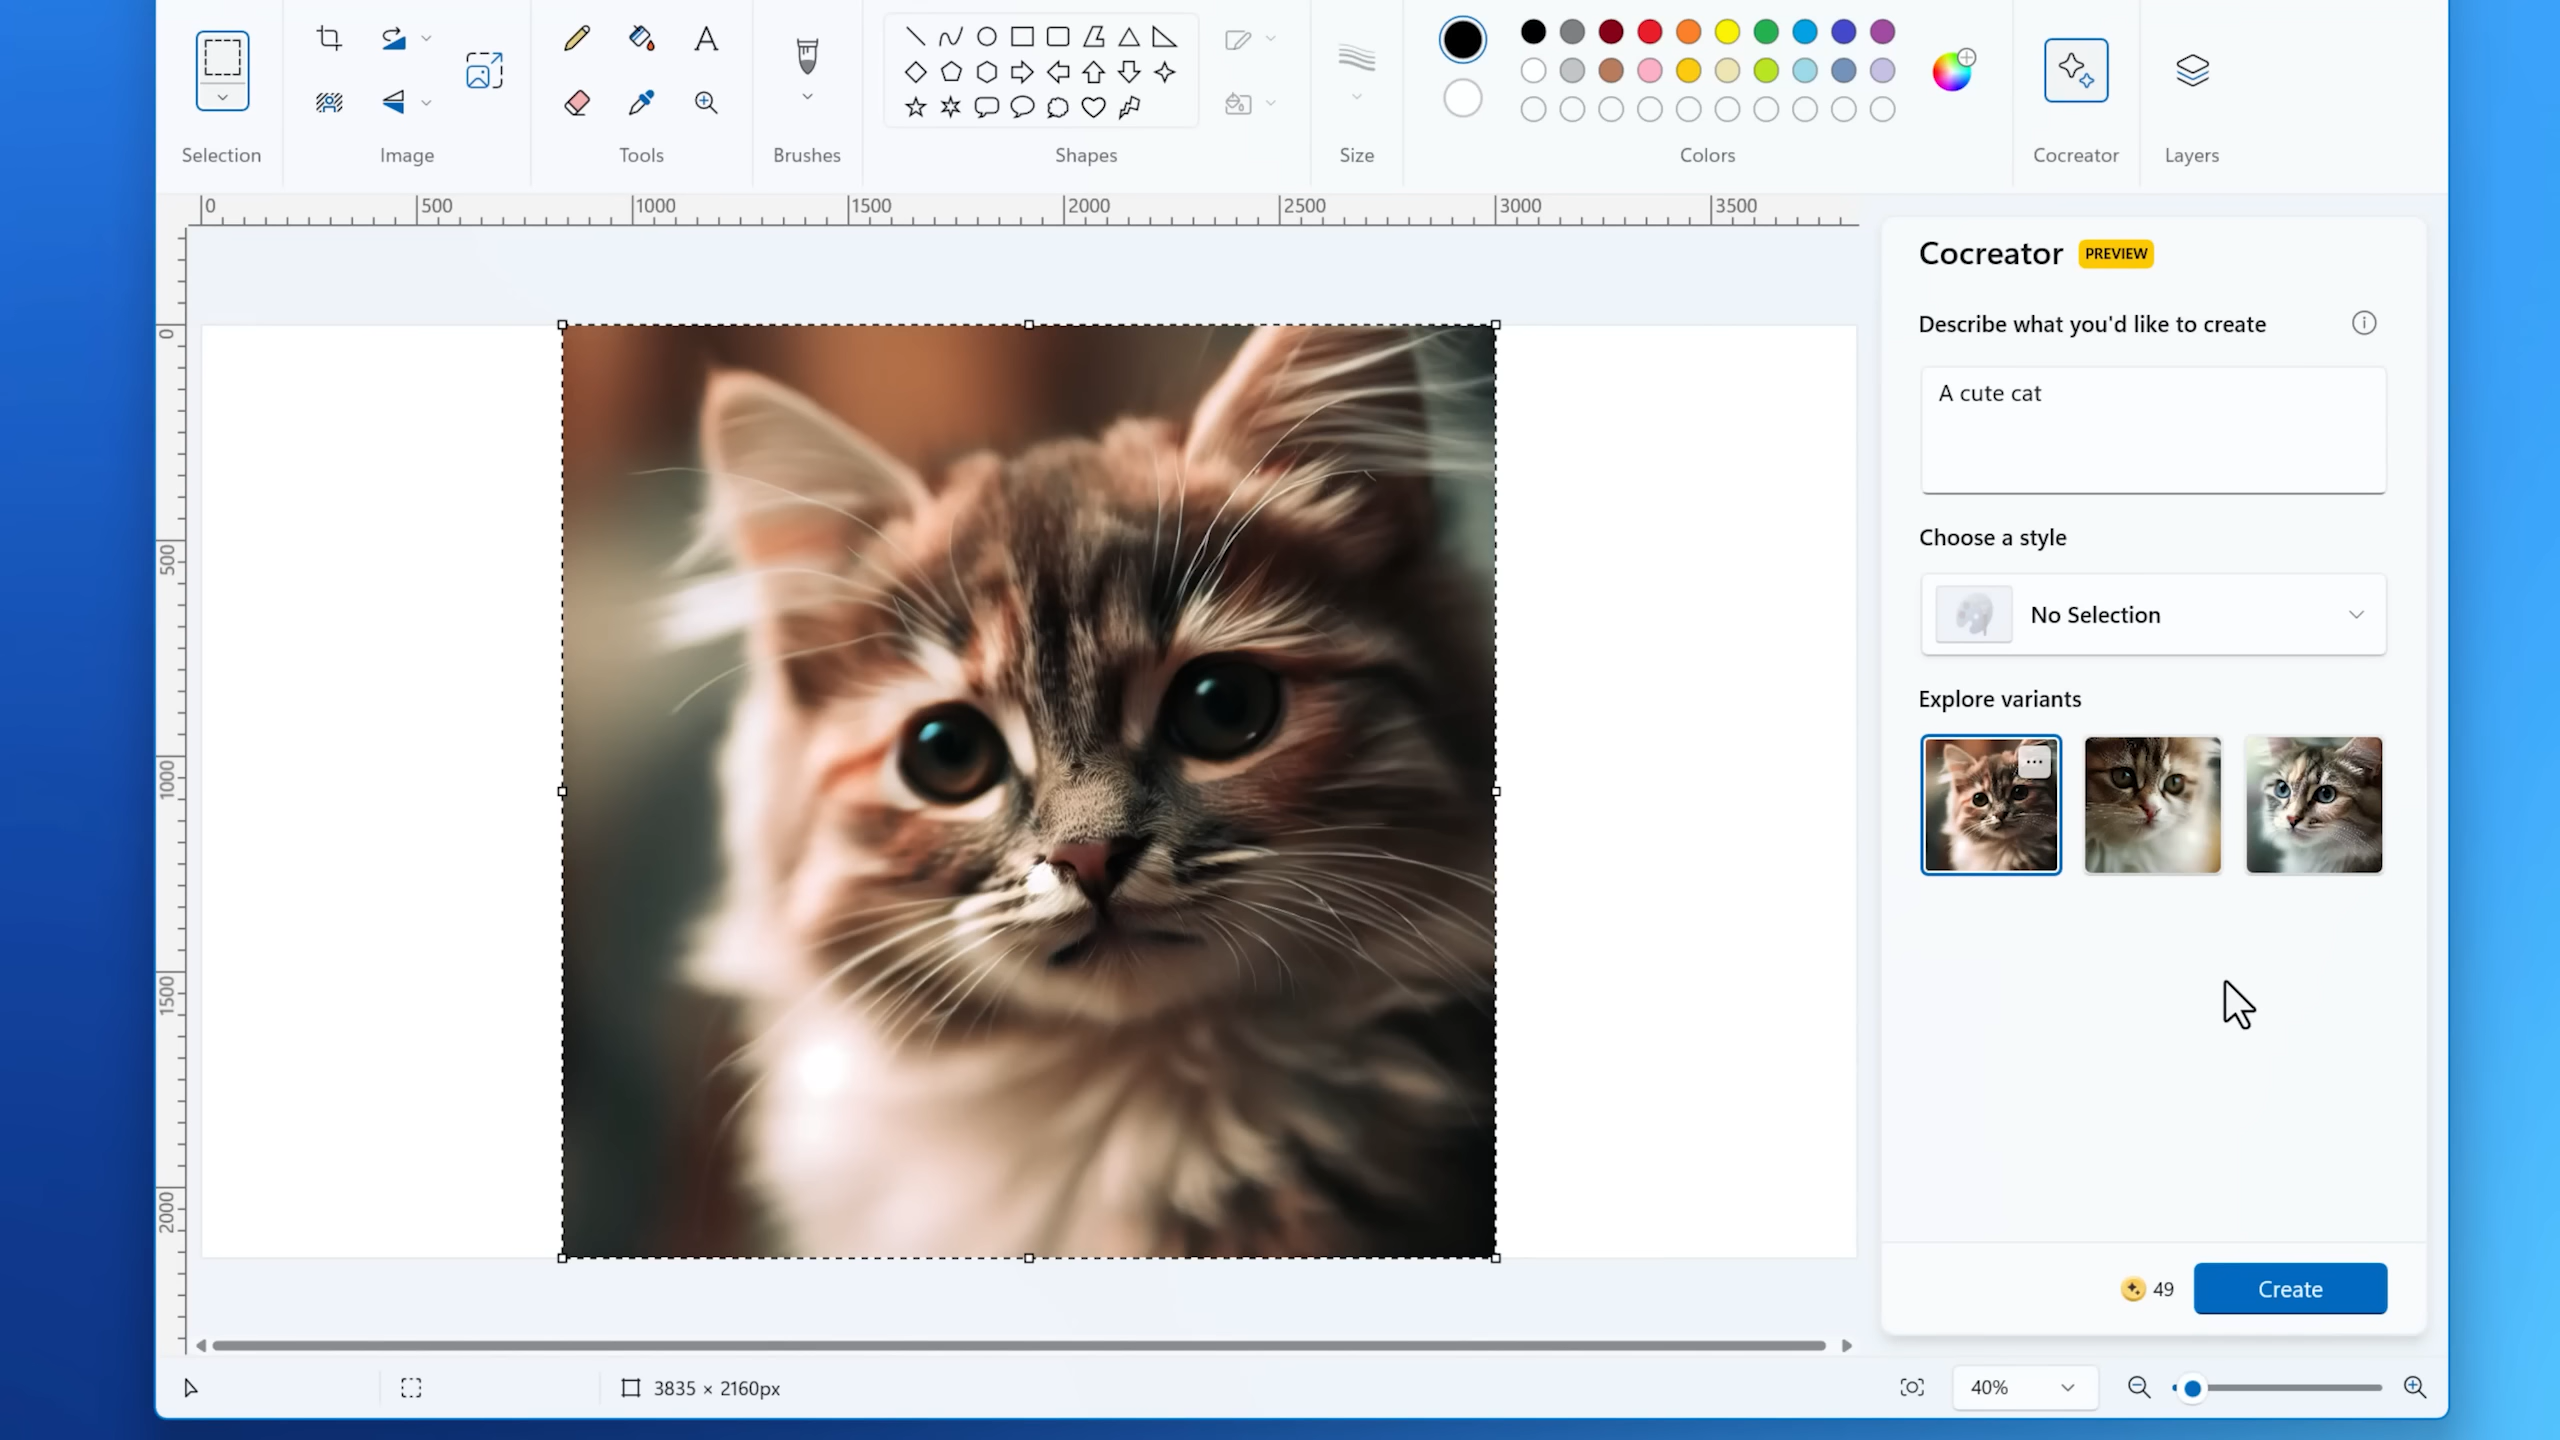 Selection
Image
Tools
Brushes
Shapes
Size
Colors
Cocreator
Layers
0
500
1000
1500
2000
2500
3000
3500
0
500
1000
1500
2000
Cocreator PREVIEW
Describe what you'd like to create
A cute cat
Choose a style
No Selection
Explore variants
49
Create
3835 × 2160px
40%